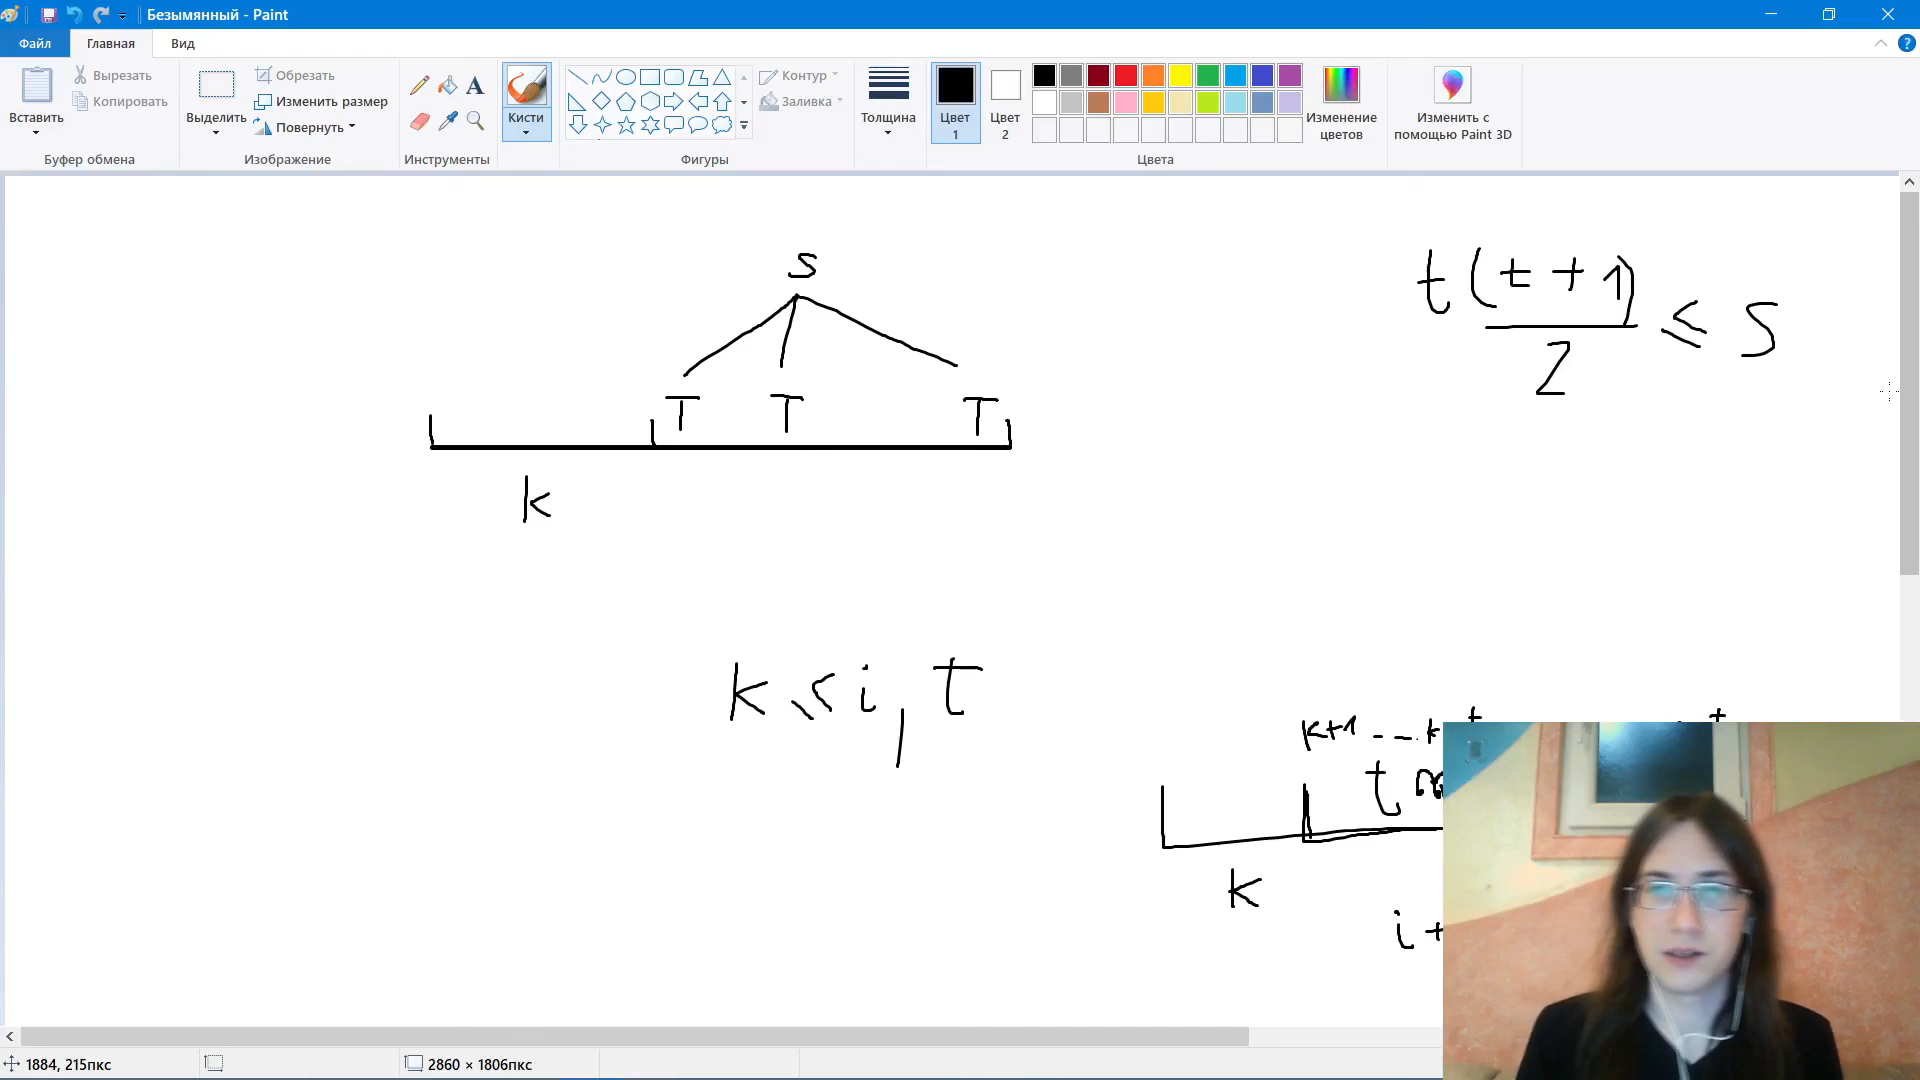 Безымянный - Paint
Файл Главная Вид
Вставить
Вырезать
Копировать
Буфер обмена
Выделить
Обрезать
Изменить размер
Повернуть
Изображение
A
Инструменты
Кисти
Контур
Заливка
Фигуры
Толщина
Цвет 1
Цвет 2
Изменение цветов
Цвета
Изменить с помощью Paint 3D
s
T T T
k
t(t+1)
2
≤ S
k ≤ i, t
k+1 - - . k
t
k
i +
1884, 215пкс
2860 × 1806пкс